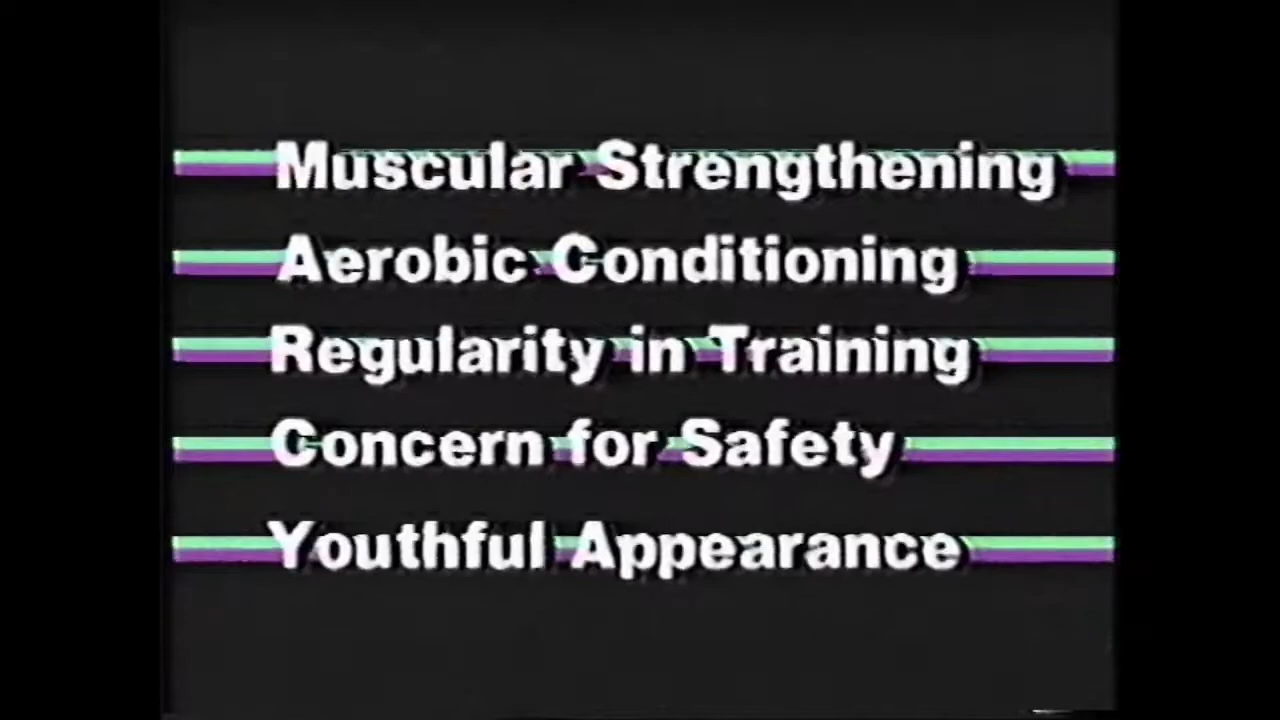 Muscular Strengthening
Aerobic Conditioning
Regularity in Training
Concern for Safety
Youthful Appearance